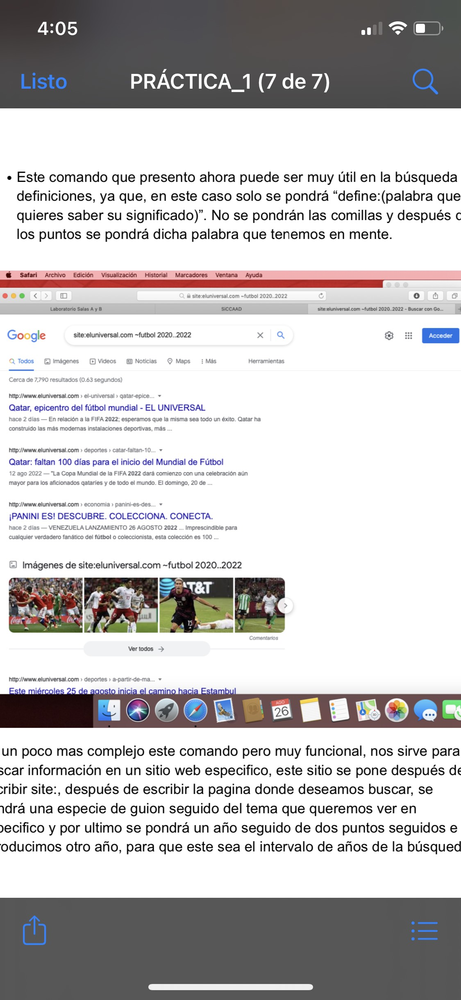 4:05
Listo
PRÁCTICA_1 (7 de 7)
• Este comando que presento ahora puede ser muy útil en la búsqueda
definiciones, ya que, en este caso solo se pondrá “define:(palabra que
quieres saber su significado)”. No se pondrán las comillas y después d
los puntos se pondrá dicha palabra que tenemos en mente.
Safari Archivo Edición Visualización Historial Marcadores Ventana Ayuda
site:eluniversal.com ~futbol 2020..2022
Laboratorio Salas A y B
SiCCAAD
site:eluniversal.com ~futbol 2020..2022 - Buscar con Go...
Google
site:eluniversal.com ~futbol 2020..2022
Acceder
Todos Imágenes Videos Noticias Maps Más Herramientas
Cerca de 7,790 resultados (0.63 segundos)
http://www.eluniversal.com › el-universal › qatar-epice...
Qatar, epicentro del fútbol mundial - EL UNIVERSAL
hace 2 días — En relación a la FIFA 2022; esperamos que la misma sea todo un éxito. Qatar ha
construido las más modernas instalaciones deportivas, más ...
http://www.eluniversal.com › deportes › catar-faltan-10...
Qatar: faltan 100 días para el inicio del Mundial de Fútbol
12 ago 2022 — "La Copa Mundial de la FIFA 2022 dará comienzo con una celebración aún
mayor para los aficionados qataríes y de todo el mundo. El domingo, 20 de ...
http://www.eluniversal.com › economia › panini-es-des...
¡PANINI ES! DESCUBRE. COLECCIONA. CONECTA.
hace 2 días — VENEZUELA LANZAMIENTO 26 AGOSTO 2022 ... Imprescindible para
cualquier verdadero fanático del fútbol o coleccionista, esta colección es 100 ...
Imágenes de site:eluniversal.com ~futbol 2020..2022
AT&T
Coca-Cola
10
15
Comentarios
Ver todos →
http://www.eluniversal.com › deportes › a-partir-de-ma...
Este miércoles 25 de agosto inicia el camino hacia Estambul
AGO
26
3D
un poco mas complejo este comando pero muy funcional, nos sirve para
scar información en un sitio web especifico, este sitio se pone después de
cribir site:, después de escribir la pagina donde deseamos buscar, se
ndrá una especie de guion seguido del tema que queremos ver en
pecifico y por ultimo se pondrá un año seguido de dos puntos seguidos e
roducimos otro año, para que este sea el intervalo de años de la búsqued